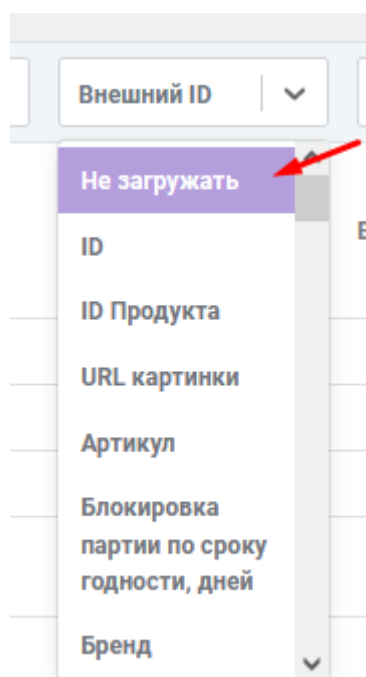 Внешний ID
Не загружать
ID
ID Продукта
URL картинки
Артикул
Блокировка
партии по сроку
годности, дней
Бренд